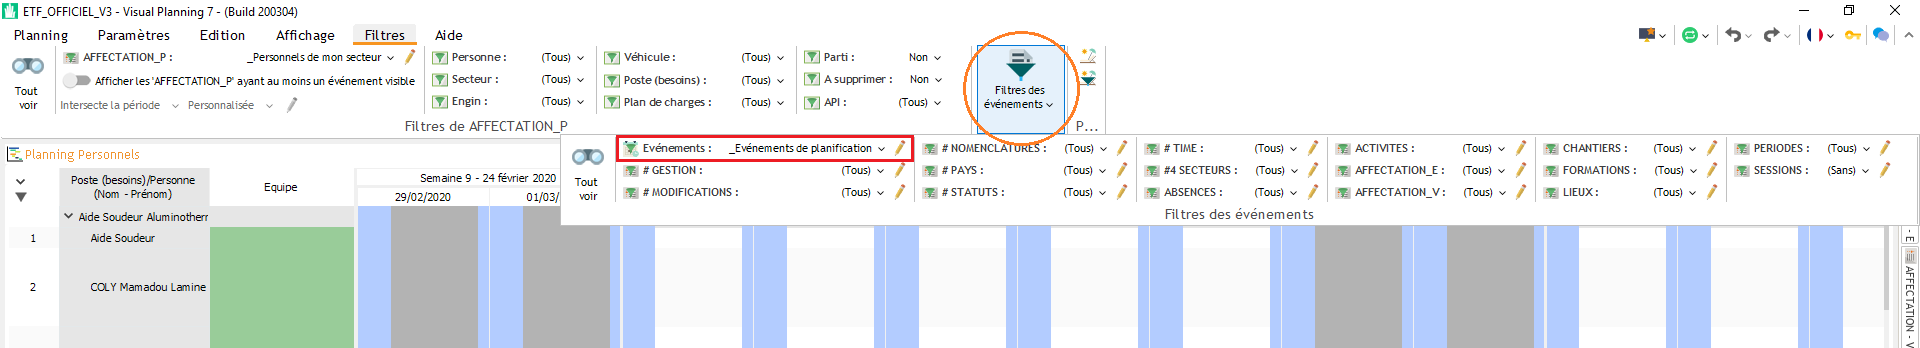 ETF_OFFICIEL_V3 - Visual Planning 7 - (Build 200304)
Planning Paramètres Edition Affichage Filtres Aide
Tout voir
AFFECTATION_P : _Personnels de mon secteur
Afficher les 'AFFECTATION_P' ayant au moins un événement visible
Intersecte la période Personnalisée
Personne : (Tous)
Secteur : (Tous)
Engin : (Tous)
Véhicule : (Tous)
Poste (besoins) : (Tous)
Plan de charges : (Tous)
Parti : Non
A supprimer : Non
API : (Tous)
Filtres de AFFECTATION_P
Filtres des
événements
P...
Tout
voir
Evénements : _Evénements de planification
# GESTION : (Tous)
# MODIFICATIONS : (Tous)
# NOMENCLATURES : (Tous)
# PAYS : (Tous)
# STATUTS : (Tous)
# TIME : (Tous)
#4 SECTEURS : (Tous)
ABSENCES : (Tous)
ACTIVITES : (Tous)
AFFECTATION_E : (Tous)
AFFECTATION_V : (Tous)
CHANTIERS : (Tous)
FORMATIONS : (Tous)
LIEUX : (Tous)
PERIODES : (Tous)
SESSIONS : (Sans)
Filtres des événements
Planning Personnels
Poste (besoins)/Personne
(Nom - Prénom)
Equipe
Semaine 9 - 24 février 2020
29/02/2020 01/03/
Aide Soudeur Aluminotherr
1 Aide Soudeur
2 COLY Mamadou Lamine
- E
AFFECTATION - V